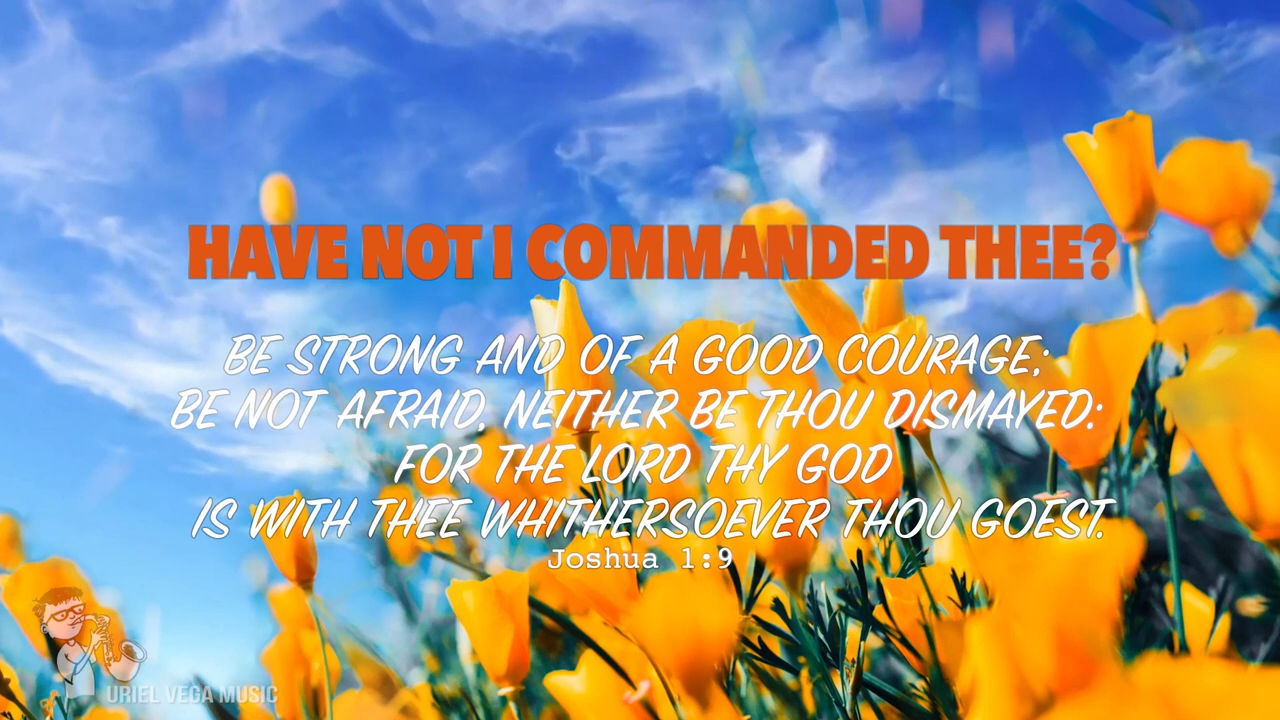 HAVE NOT I COMMANDED THEE?
BE STRONG AND OF A GOOD COURAGE;
BE NOT AFRAID, NEITHER BE THOU DISMAYED:
FOR THE LORD THY GOD
IS WITH THEE WHITHERSOEVER THOU GOEST.
Joshua 1:9
URIEL VEGA MUSIC